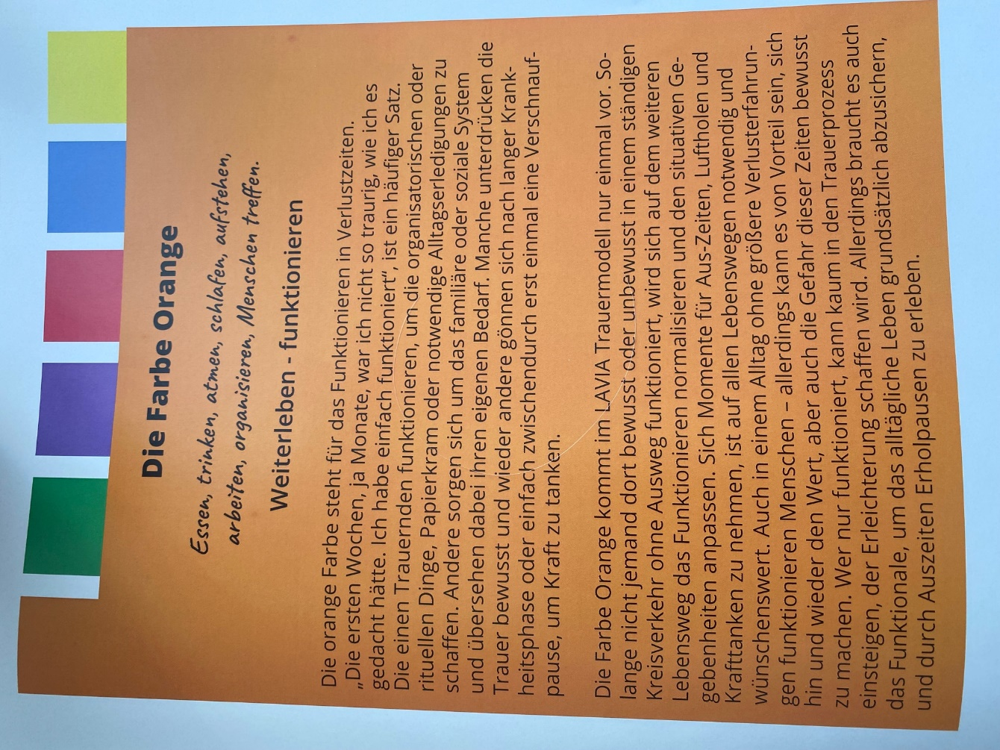 Die Farbe Orange
Essen, trinken, atmen, schlafen, aufstehen,
arbeiten, organisieren, Menschen treffen.
Weiterleben - funktionieren
Die orange Farbe steht für das Funktionieren in Verlustzeiten.
„Die ersten Wochen, ja Monate, war ich nicht so traurig, wie ich es
gedacht hätte. Ich habe einfach funktioniert“, ist ein häufiger Satz.
Die einen Trauernden funktionieren, um die organisatorischen oder
rituellen Dinge, Papierkram oder notwendige Alltagserledigungen zu
schaffen. Andere sorgen sich um das familiäre oder soziale System
und übersehen dabei ihren eigenen Bedarf. Manche unterdrücken die
Trauer bewusst und wieder andere gönnen sich nach langer Krank-
heitsphase oder einfach zwischendurch erst einmal eine Verschnauf-
pause, um Kraft zu tanken.
Die Farbe Orange kommt im LAVIA Trauermodell nur einmal vor. So-
lange nicht jemand dort bewusst oder unbewusst in einem ständigen
Kreisverkehr ohne Ausweg funktioniert, wird sich auf dem weiteren
Lebensweg das Funktionieren normalisieren und den situativen Ge-
gebenheiten anpassen. Sich Momente für Aus-Zeiten, Luftholen und
Krafttanken zu nehmen, ist auf allen Lebenswegen notwendig und
wünschenswert. Auch in einem Alltag ohne größere Verlusterfahrun-
gen funktionieren Menschen – allerdings kann es von Vorteil sein, sich
hin und wieder den Wert, aber auch die Gefahr dieser Zeiten bewusst
zu machen. Wer nur funktioniert, kann kaum in den Trauerprozess
einsteigen, der Erleichterung schaffen wird. Allerdings braucht es auch
das Funktionale, um das alltägliche Leben grundsätzlich abzusichern,
und durch Auszeiten Erholpausen zu erleben.